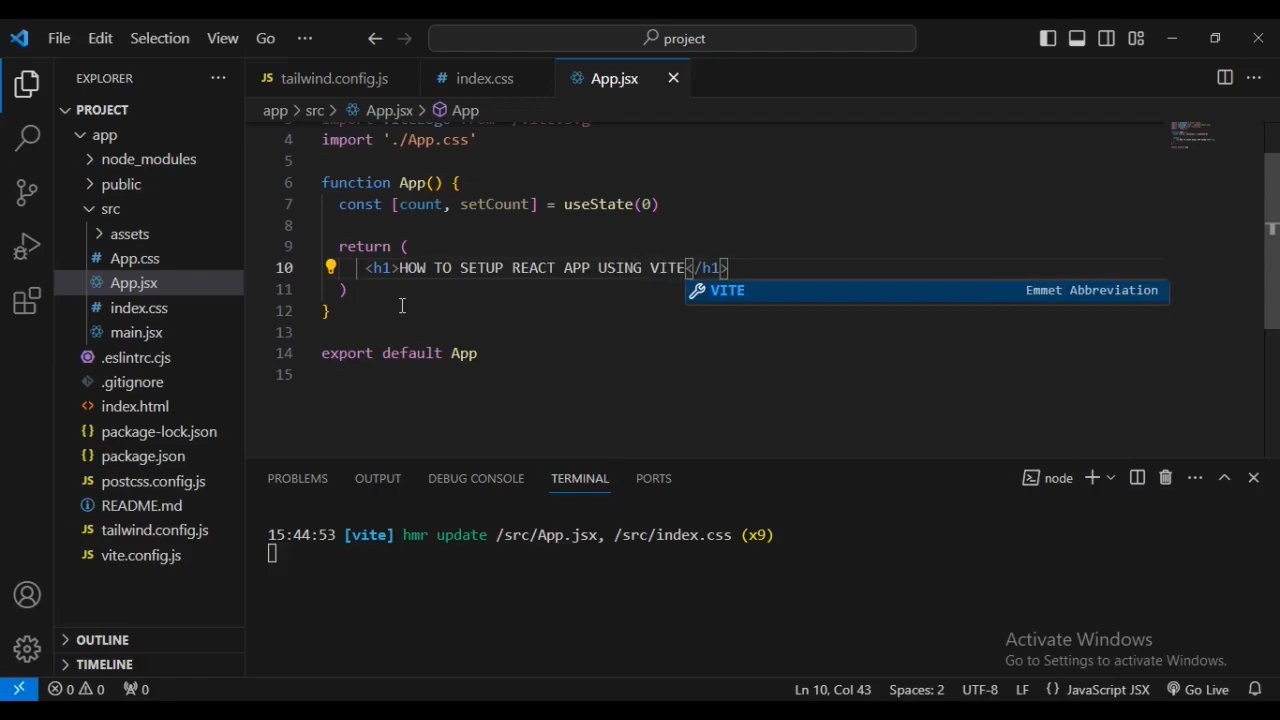 File Edit Selection View Go ··· project
EXPLORER ···
tailwind.config.js
index.css
App.jsx
PROJECT
app
node_modules
public
src
assets
App.css
App.jsx
index.css
main.jsx
.eslintrc.cjs
.gitignore
index.html
package-lock.json
package.json
postcss.config.js
README.md
tailwind.config.js
vite.config.js
OUTLINE
TIMELINE
app > src > App.jsx > App
4 import './App.css'
5
6 function App() {
7 const [count, setCount] = useState(0)
8
9 return (
10 <h1>HOW TO SETUP REACT APP USING VITE</h1>
VITE Emmet Abbreviation
11 )
12 }
13
14 export default App
15
PROBLEMS OUTPUT DEBUG CONSOLE TERMINAL PORTS node
15:44:53 [vite] hmr update /src/App.jsx, /src/index.css (x9)
Activate Windows
Go to Settings to activate Windows.
0 0 0 Ln 10, Col 43 Spaces: 2 UTF-8 LF {} JavaScript JSX Go Live